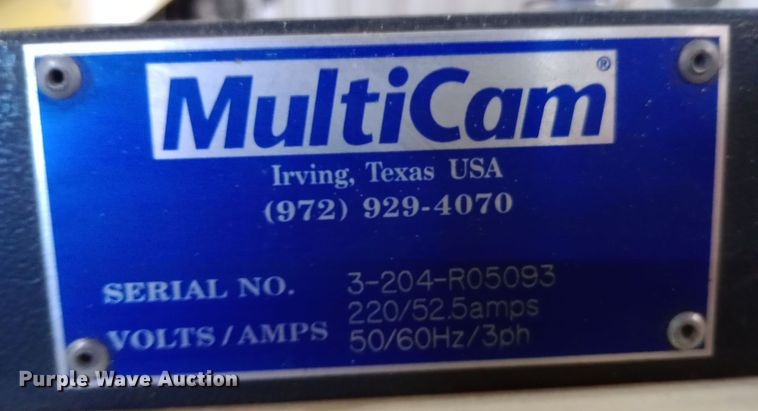 MultiCam®
Irving, Texas USA
(972) 929-4070
SERIAL NO. 3-204-R05093
220/52.5amps
VOLTS/AMPS 50/60Hz/3ph
Purple Wave Auction